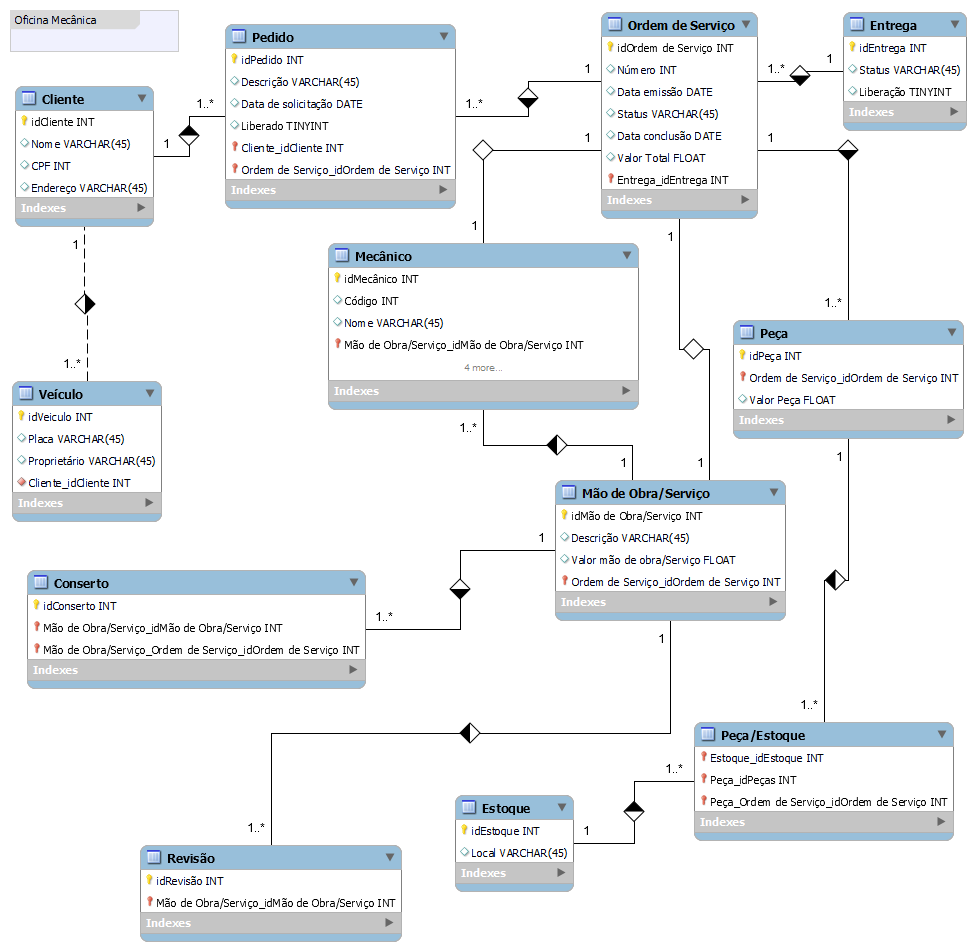 Oficina Mecânica
Pedido
idPedido INT
Descrição VARCHAR(45)
Data de solicitação DATE
Liberado TINYINT
Cliente_idCliente INT
Ordem de Serviço_idOrdem de Serviço INT
Indexes
Ordem de Serviço
idOrdem de Serviço INT
Número INT
Data emissão DATE
Status VARCHAR(45)
Data conclusão DATE
Valor Total FLOAT
Entrega_idEntrega INT
Indexes
Entrega
idEntrega INT
Status VARCHAR(45)
Liberação TINYINT
Indexes
Cliente
idCliente INT
Nome VARCHAR(45)
CPF INT
Endereço VARCHAR(45)
Indexes
1
1..*
1..*
1
1..*
1
1
1
1
1..*
1
1..*
1
Mecânico
idMecânico INT
Código INT
Nome VARCHAR(45)
Mão de Obra/Serviço_idMão de Obra/Serviço INT
4 more...
Indexes
Peça
idPeça INT
Ordem de Serviço_idOrdem de Serviço INT
Valor Peça FLOAT
Indexes
Veículo
idVeiculo INT
Placa VARCHAR(45)
Proprietário VARCHAR(45)
Cliente_idCliente INT
Indexes
1..*
1
1
1
Mão de Obra/Serviço
idMão de Obra/Serviço INT
Descrição VARCHAR(45)
Valor mão de obra/Serviço FLOAT
Ordem de Serviço_idOrdem de Serviço INT
Indexes
1
1..*
Conserto
idConserto INT
Mão de Obra/Serviço_idMão de Obra/Serviço INT
Mão de Obra/Serviço_Ordem de Serviço_idOrdem de Serviço INT
Indexes
1
1..*
1..*
Peça/Estoque
Estoque_idEstoque INT
Peça_idPeças INT
Peça_Ordem de Serviço_idOrdem de Serviço INT
Indexes
1..*
1
Estoque
idEstoque INT
Local VARCHAR(45)
Indexes
Revisão
idRevisão INT
Mão de Obra/Serviço_idMão de Obra/Serviço INT
Indexes